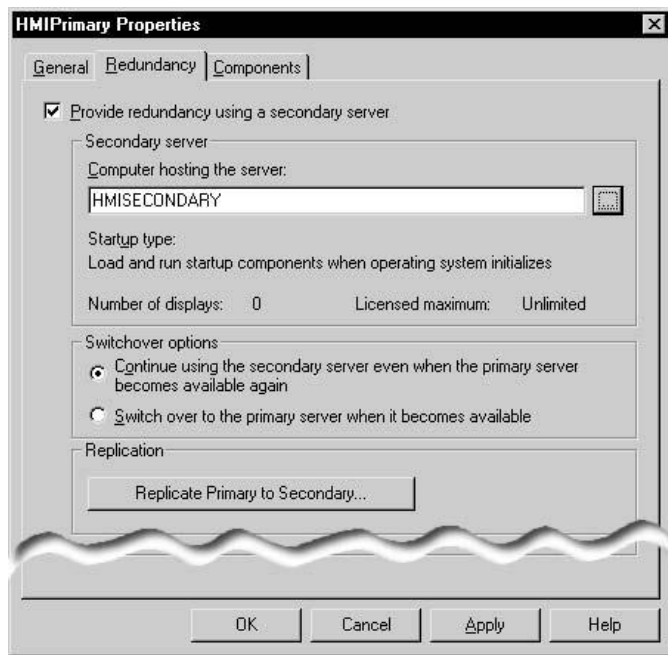 HMIPrimary Properties
General Redundancy Components
Provide redundancy using a secondary server
Secondary server
Computer hosting the server:
HMISECONDARY
...
Startup type:
Load and run startup components when operating system initializes
Number of displays: 0 Licensed maximum: Unlimited
Switchover options
Continue using the secondary server even when the primary server
becomes available again
Switch over to the primary server when it becomes available
Replication
Replicate Primary to Secondary...
OK Cancel Apply Help